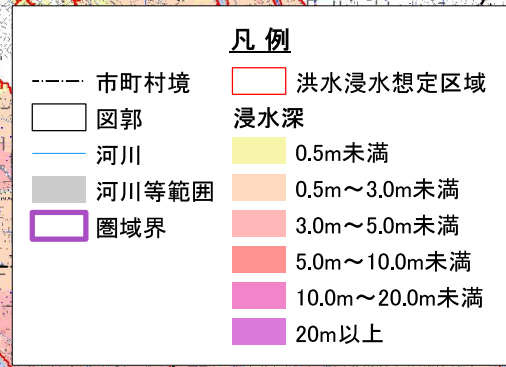 凡 例
市町村境
図郭
河川
河川等範囲
圏域界
洪水浸水想定区域
浸水深
0.5m未満
0.5m～3.0m未満
3.0m～5.0m未満
5.0m～10.0m未満
10.0m～20.0m未満
20m以上